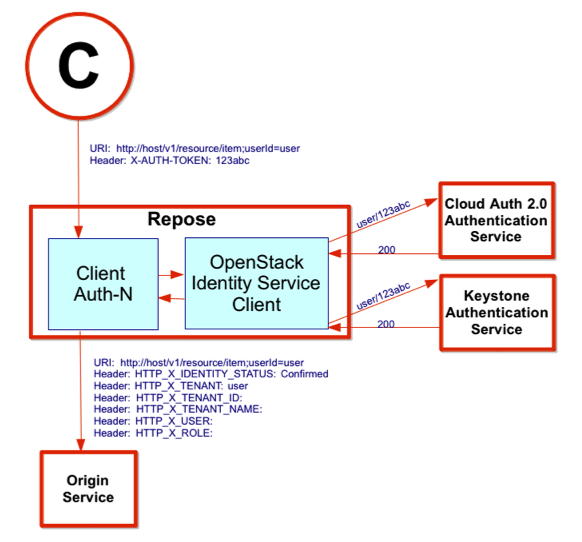 C
URI: http://host/v1/resource/item;userId=user
Header: X-AUTH-TOKEN: 123abc
Repose
Client
Auth-N
OpenStack
Identity Service
Client
user/123abc
200
Cloud Auth 2.0
Authentication
Service
user/123abc
200
Keystone
Authentication
Service
URI: http://host/v1/resource/item;userId=user
Header: HTTP_X_IDENTITY_STATUS: Confirmed
Header: HTTP_X_TENANT: user
Header: HTTP_X_TENANT_ID:
Header: HTTP_X_TENANT_NAME:
Header: HTTP_X_USER:
Header: HTTP_X_ROLE:
Origin
Service